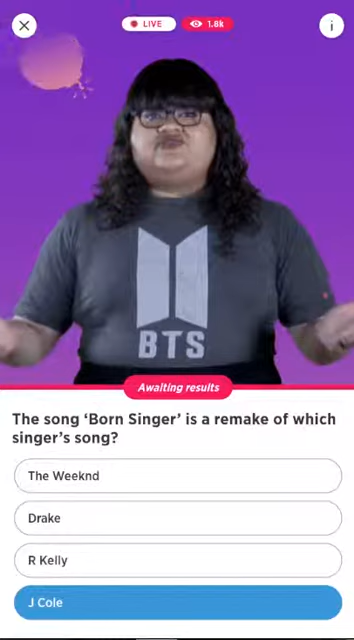 LIVE
1.8k
i
BTS
Awaiting results
The song ‘Born Singer’ is a remake of which
singer’s song?
The Weeknd
Drake
R Kelly
J Cole